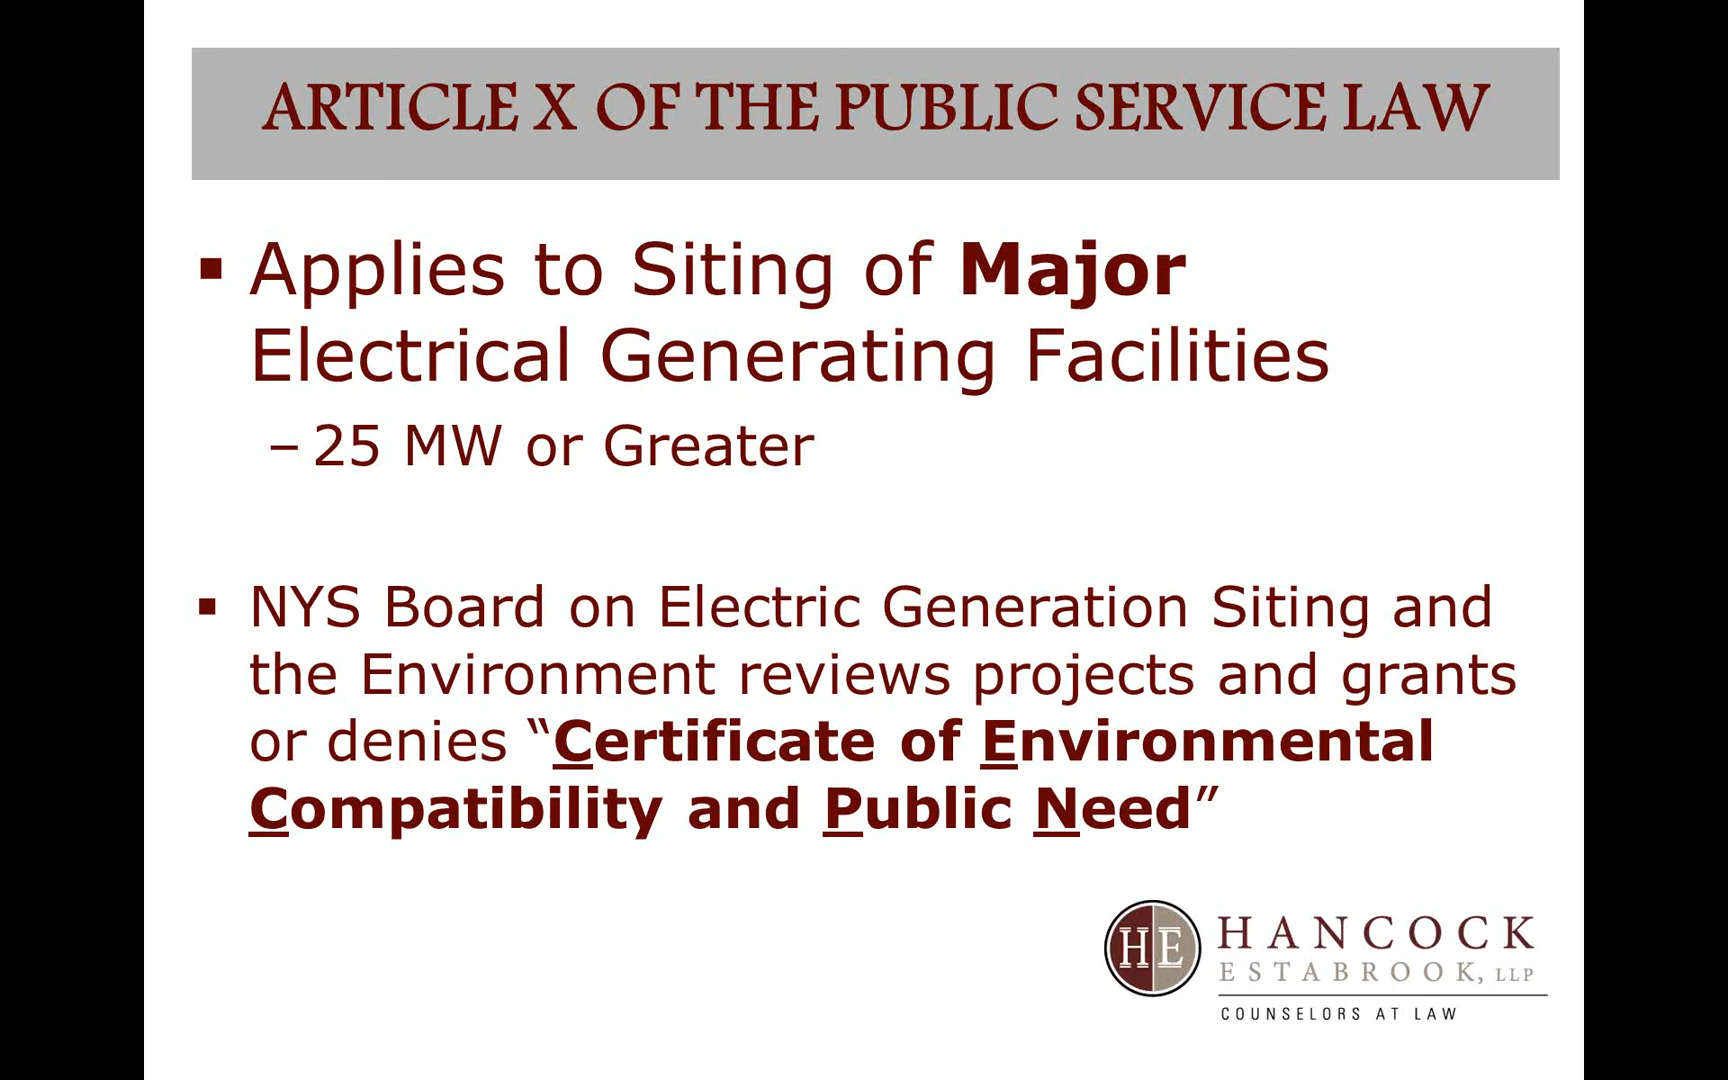 ARTICLE X OF THE PUBLIC SERVICE LAW
▪ Applies to Siting of Major
Electrical Generating Facilities
– 25 MW or Greater
▪ NYS Board on Electric Generation Siting and
the Environment reviews projects and grants
or denies “Certificate of Environmental
Compatibility and Public Need”
HE
HANCOCK
ESTABROOK, LLP
COUNSELORS AT LAW